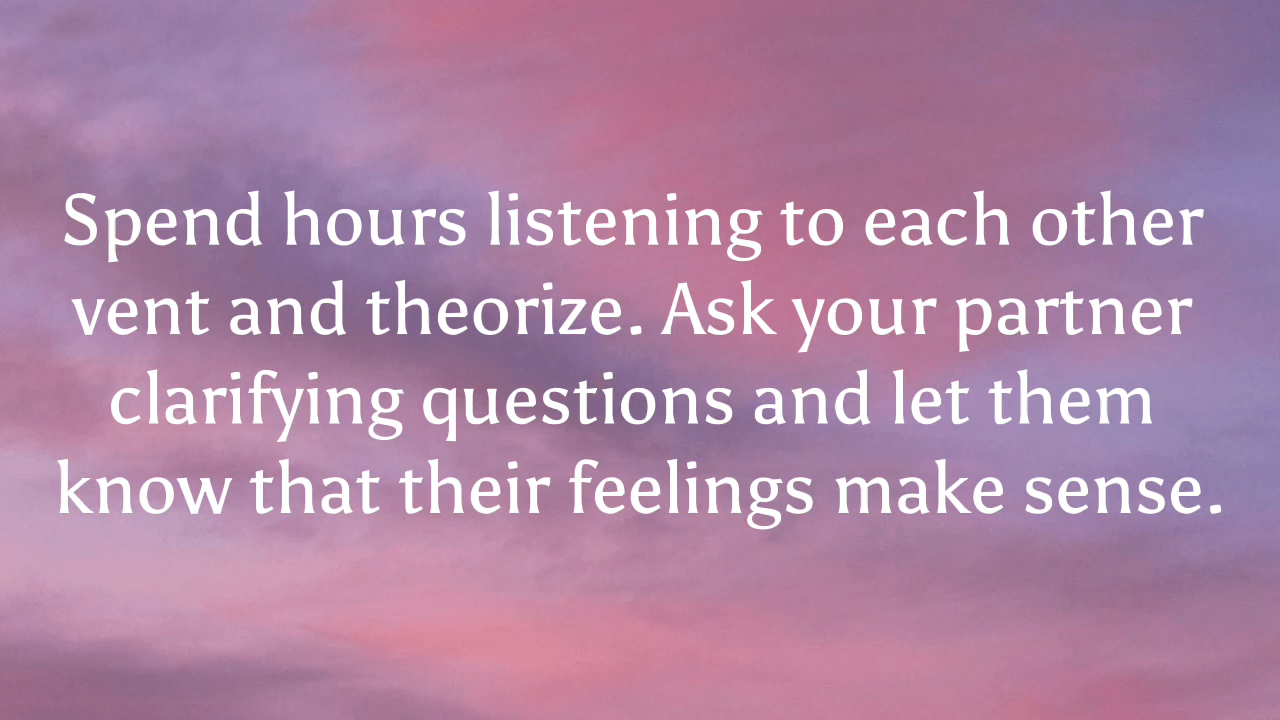 Spend hours listening to each other
vent and theorize. Ask your partner
clarifying questions and let them
know that their feelings make sense.